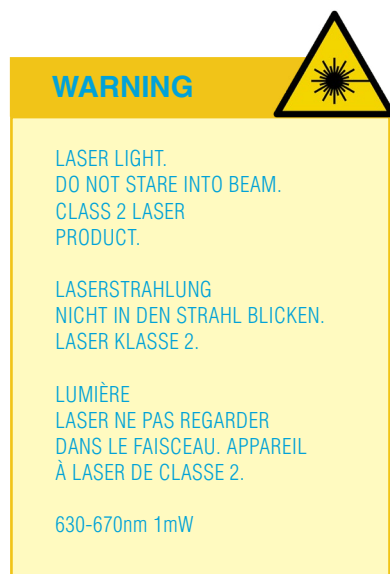 WARNING
LASER LIGHT.
DO NOT STARE INTO BEAM.
CLASS 2 LASER
PRODUCT.
LASERSTRAHLUNG
NICHT IN DEN STRAHL BLICKEN.
LASER KLASSE 2.
LUMIÈRE
LASER NE PAS REGARDER
DANS LE FAISCEAU. APPAREIL
À LASER DE CLASSE 2.
630-670nm 1mW